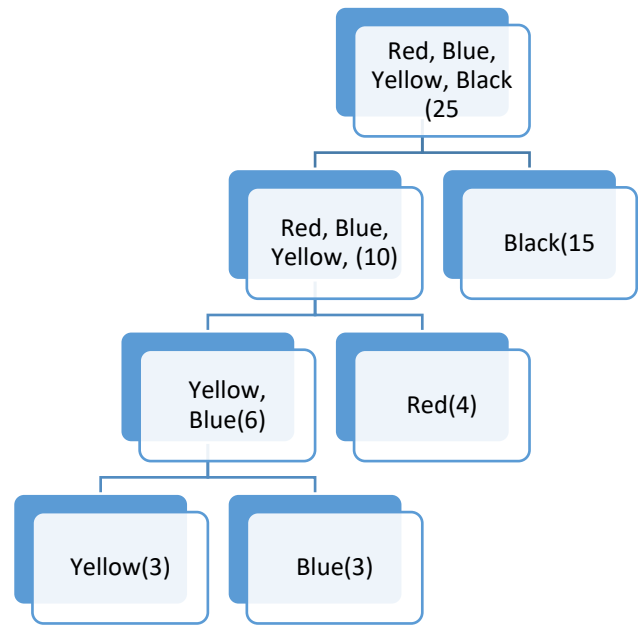 Red, Blue,
Yellow, Black
(25
Red, Blue,
Yellow, (10)
Black(15
Yellow,
Blue(6)
Red(4)
Yellow(3)
Blue(3)